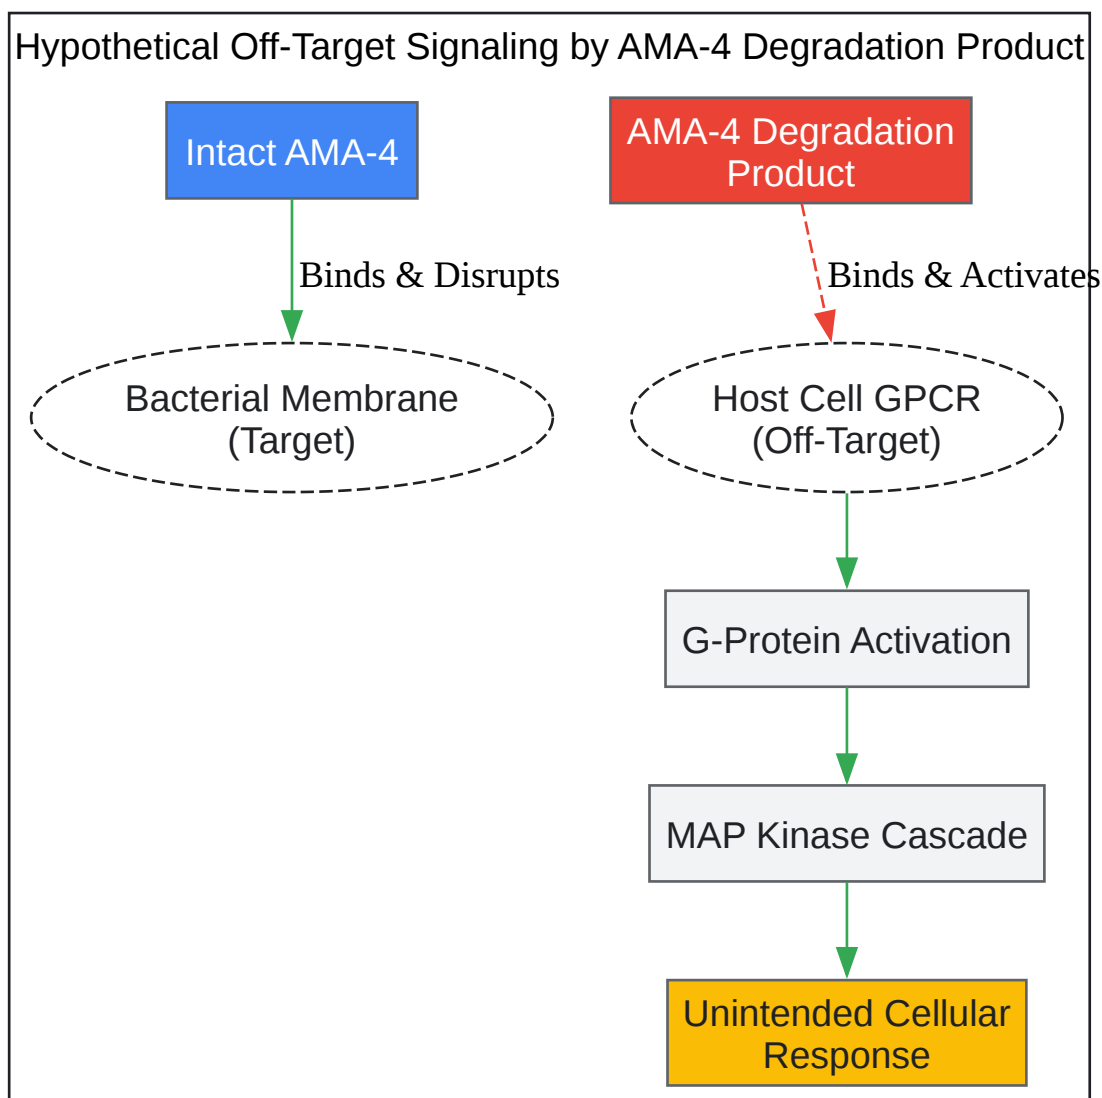 Hypothetical Off-Target Signaling by AMA-4 Degradation Product
Intact AMA-4
AMA-4 Degradation
Product
Binds & Disrupts
Binds & Activates
Bacterial Membrane
(Target)
Host Cell GPCR
(Off-Target)
G-Protein Activation
MAP Kinase Cascade
Unintended Cellular
Response